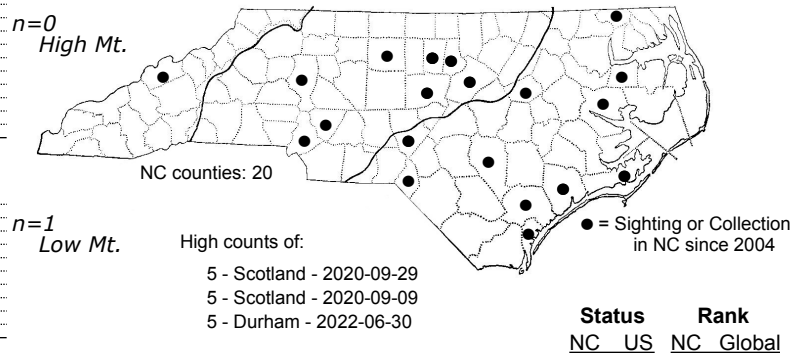 n=0
High Mt.
NC counties: 20
n=1
Low Mt.
High counts of:
5 - Scotland - 2020-09-29
5 - Scotland - 2020-09-09
5 - Durham - 2022-06-30
● = Sighting or Collection
in NC since 2004
Status Rank
NC US NC Global